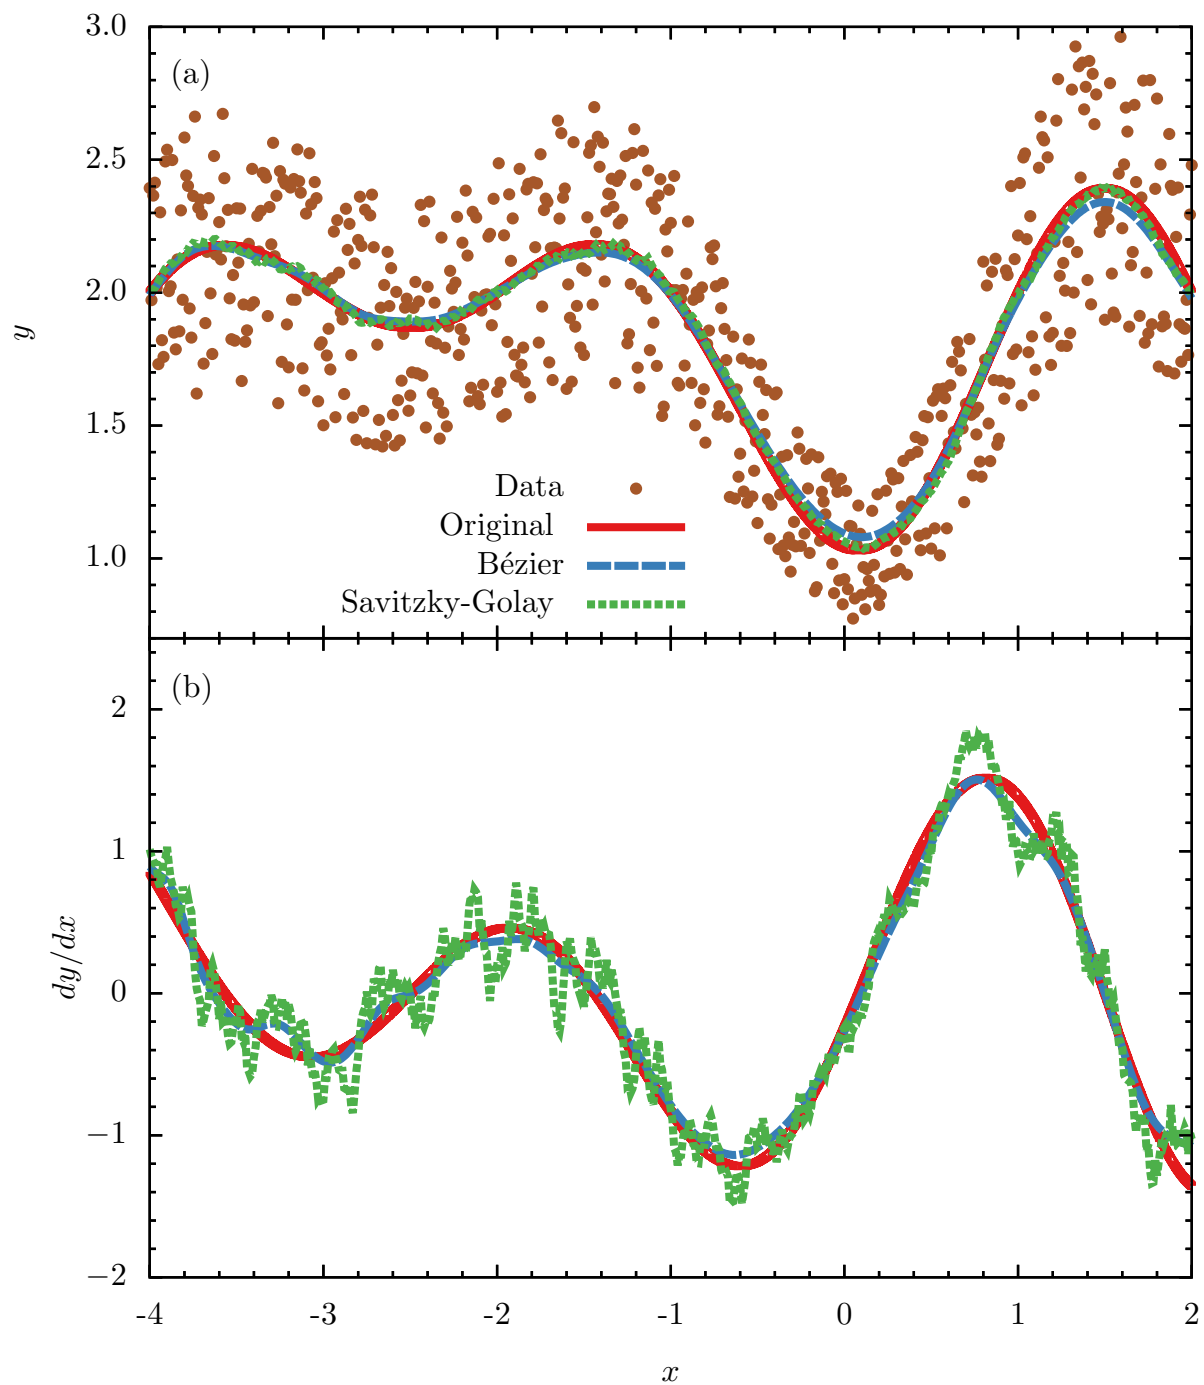 3.0
(a)
2.5
2.0
y
1.5
Data
Original
1.0
Bézier
Savitzky-Golay
(b)
2
1
dy/dx
0
−1
−2
-4 -3 -2 -1 0 1 2
x